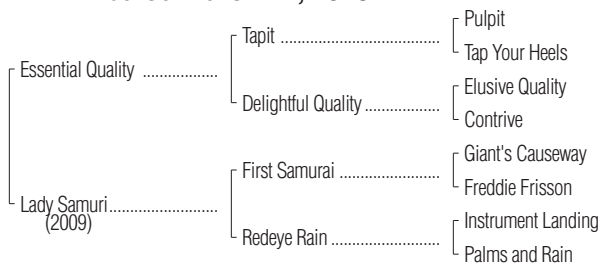 Pulpit
Tapit ........................................
Tap Your Heels
Essential Quality ..................
Elusive Quality
Delightful Quality ..................
Contrive
Giant's Causeway
First Samurai .........................
Freddie Frisson
Lady Samuri..........................
(2009)
Instrument Landing
Redeye Rain ...........................
Palms and Rain